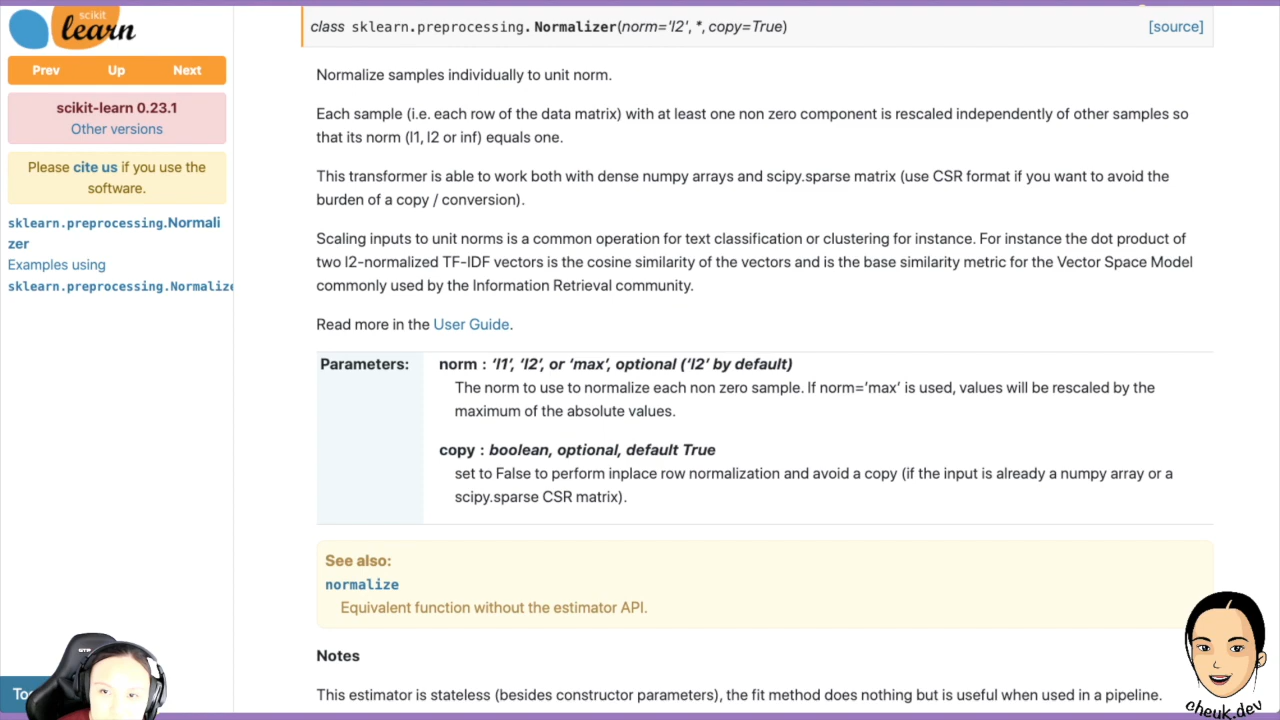 scikit
learn
Prev Up Next
scikit-learn 0.23.1
Other versions
Please cite us if you use the
software.
sklearn.preprocessing.Normali
zer
Examples using
sklearn.preprocessing.Normalize
class sklearn.preprocessing.Normalizer(norm='l2', *, copy=True) [source]
Normalize samples individually to unit norm.
Each sample (i.e. each row of the data matrix) with at least one non zero component is rescaled independently of other samples so
that its norm (l1, l2 or inf) equals one.
This transformer is able to work both with dense numpy arrays and scipy.sparse matrix (use CSR format if you want to avoid the
burden of a copy / conversion).
Scaling inputs to unit norms is a common operation for text classification or clustering for instance. For instance the dot product of
two l2-normalized TF-IDF vectors is the cosine similarity of the vectors and is the base similarity metric for the Vector Space Model
commonly used by the Information Retrieval community.
Read more in the User Guide.
Parameters: norm : 'l1', 'l2', or 'max', optional ('l2' by default)
The norm to use to normalize each non zero sample. If norm='max' is used, values will be rescaled by the
maximum of the absolute values.
copy : boolean, optional, default True
set to False to perform inplace row normalization and avoid a copy (if the input is already a numpy array or a
scipy.sparse CSR matrix).
See also:
normalize
Equivalent function without the estimator API.
Notes
This estimator is stateless (besides constructor parameters), the fit method does nothing but is useful when used in a pipeline.
cheuk.dev